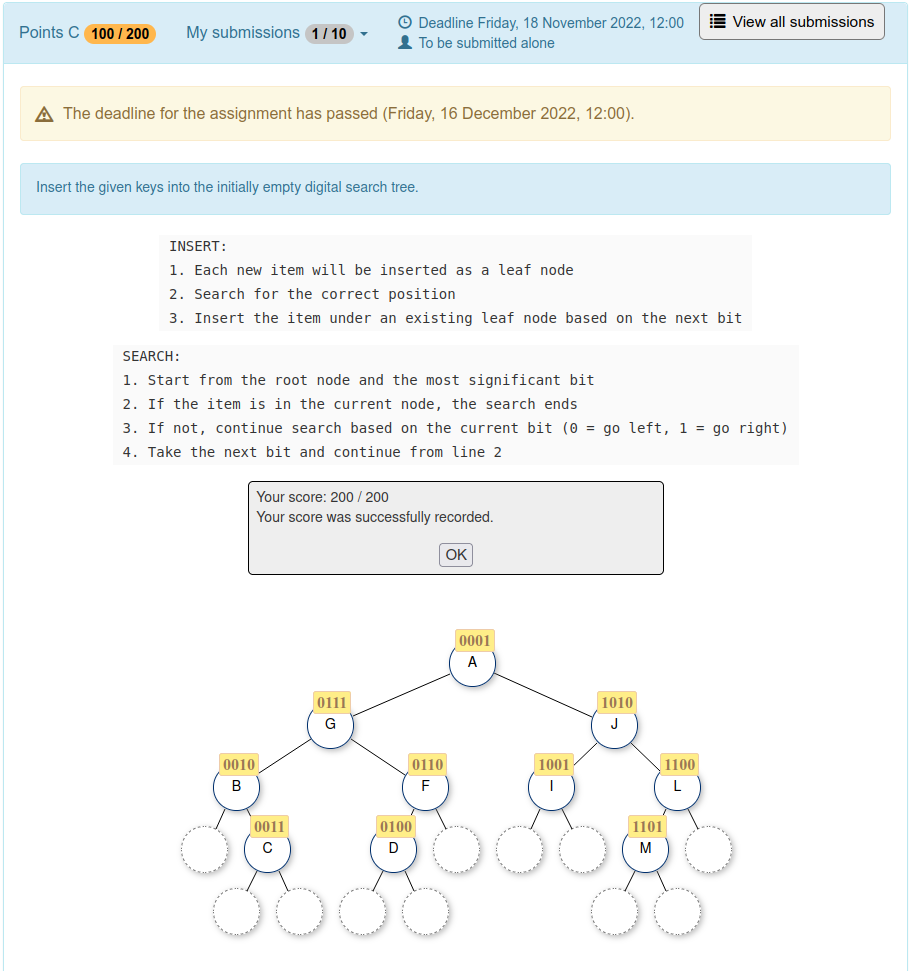 Points C 100 / 200 My submissions 1 / 10 Deadline Friday, 18 November 2022, 12:00 View all submissions
To be submitted alone
The deadline for the assignment has passed (Friday, 16 December 2022, 12:00).
Insert the given keys into the initially empty digital search tree.
INSERT:
1. Each new item will be inserted as a leaf node
2. Search for the correct position
3. Insert the item under an existing leaf node based on the next bit
SEARCH:
1. Start from the root node and the most significant bit
2. If the item is in the current node, the search ends
3. If not, continue search based on the current bit (0 = go left, 1 = go right)
4. Take the next bit and continue from line 2
Your score: 200 / 200
Your score was successfully recorded.
OK
0001
A
0111 1010
G J
0010 0110 1001 1100
B F I L
0011 0100 1101
C D M